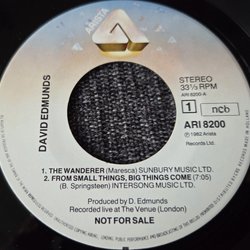 ARISTA
STEREO
33⅓ RPM
ARI 8200-A
1 ncb
ARI 8200
℗ 1982 Arista
Records Ltd.
DAVID EDMUNDS
1. THE WANDERER (Maresca) SUNBURY MUSIC LTD.
2. FROM SMALL THINGS, BIG THINGS COME (7:05)
(B. Springsteen) INTERSONG MUSIC LTD.
Produced by D. Edmunds
Recorded live at The Venue (London)
NOT FOR SALE